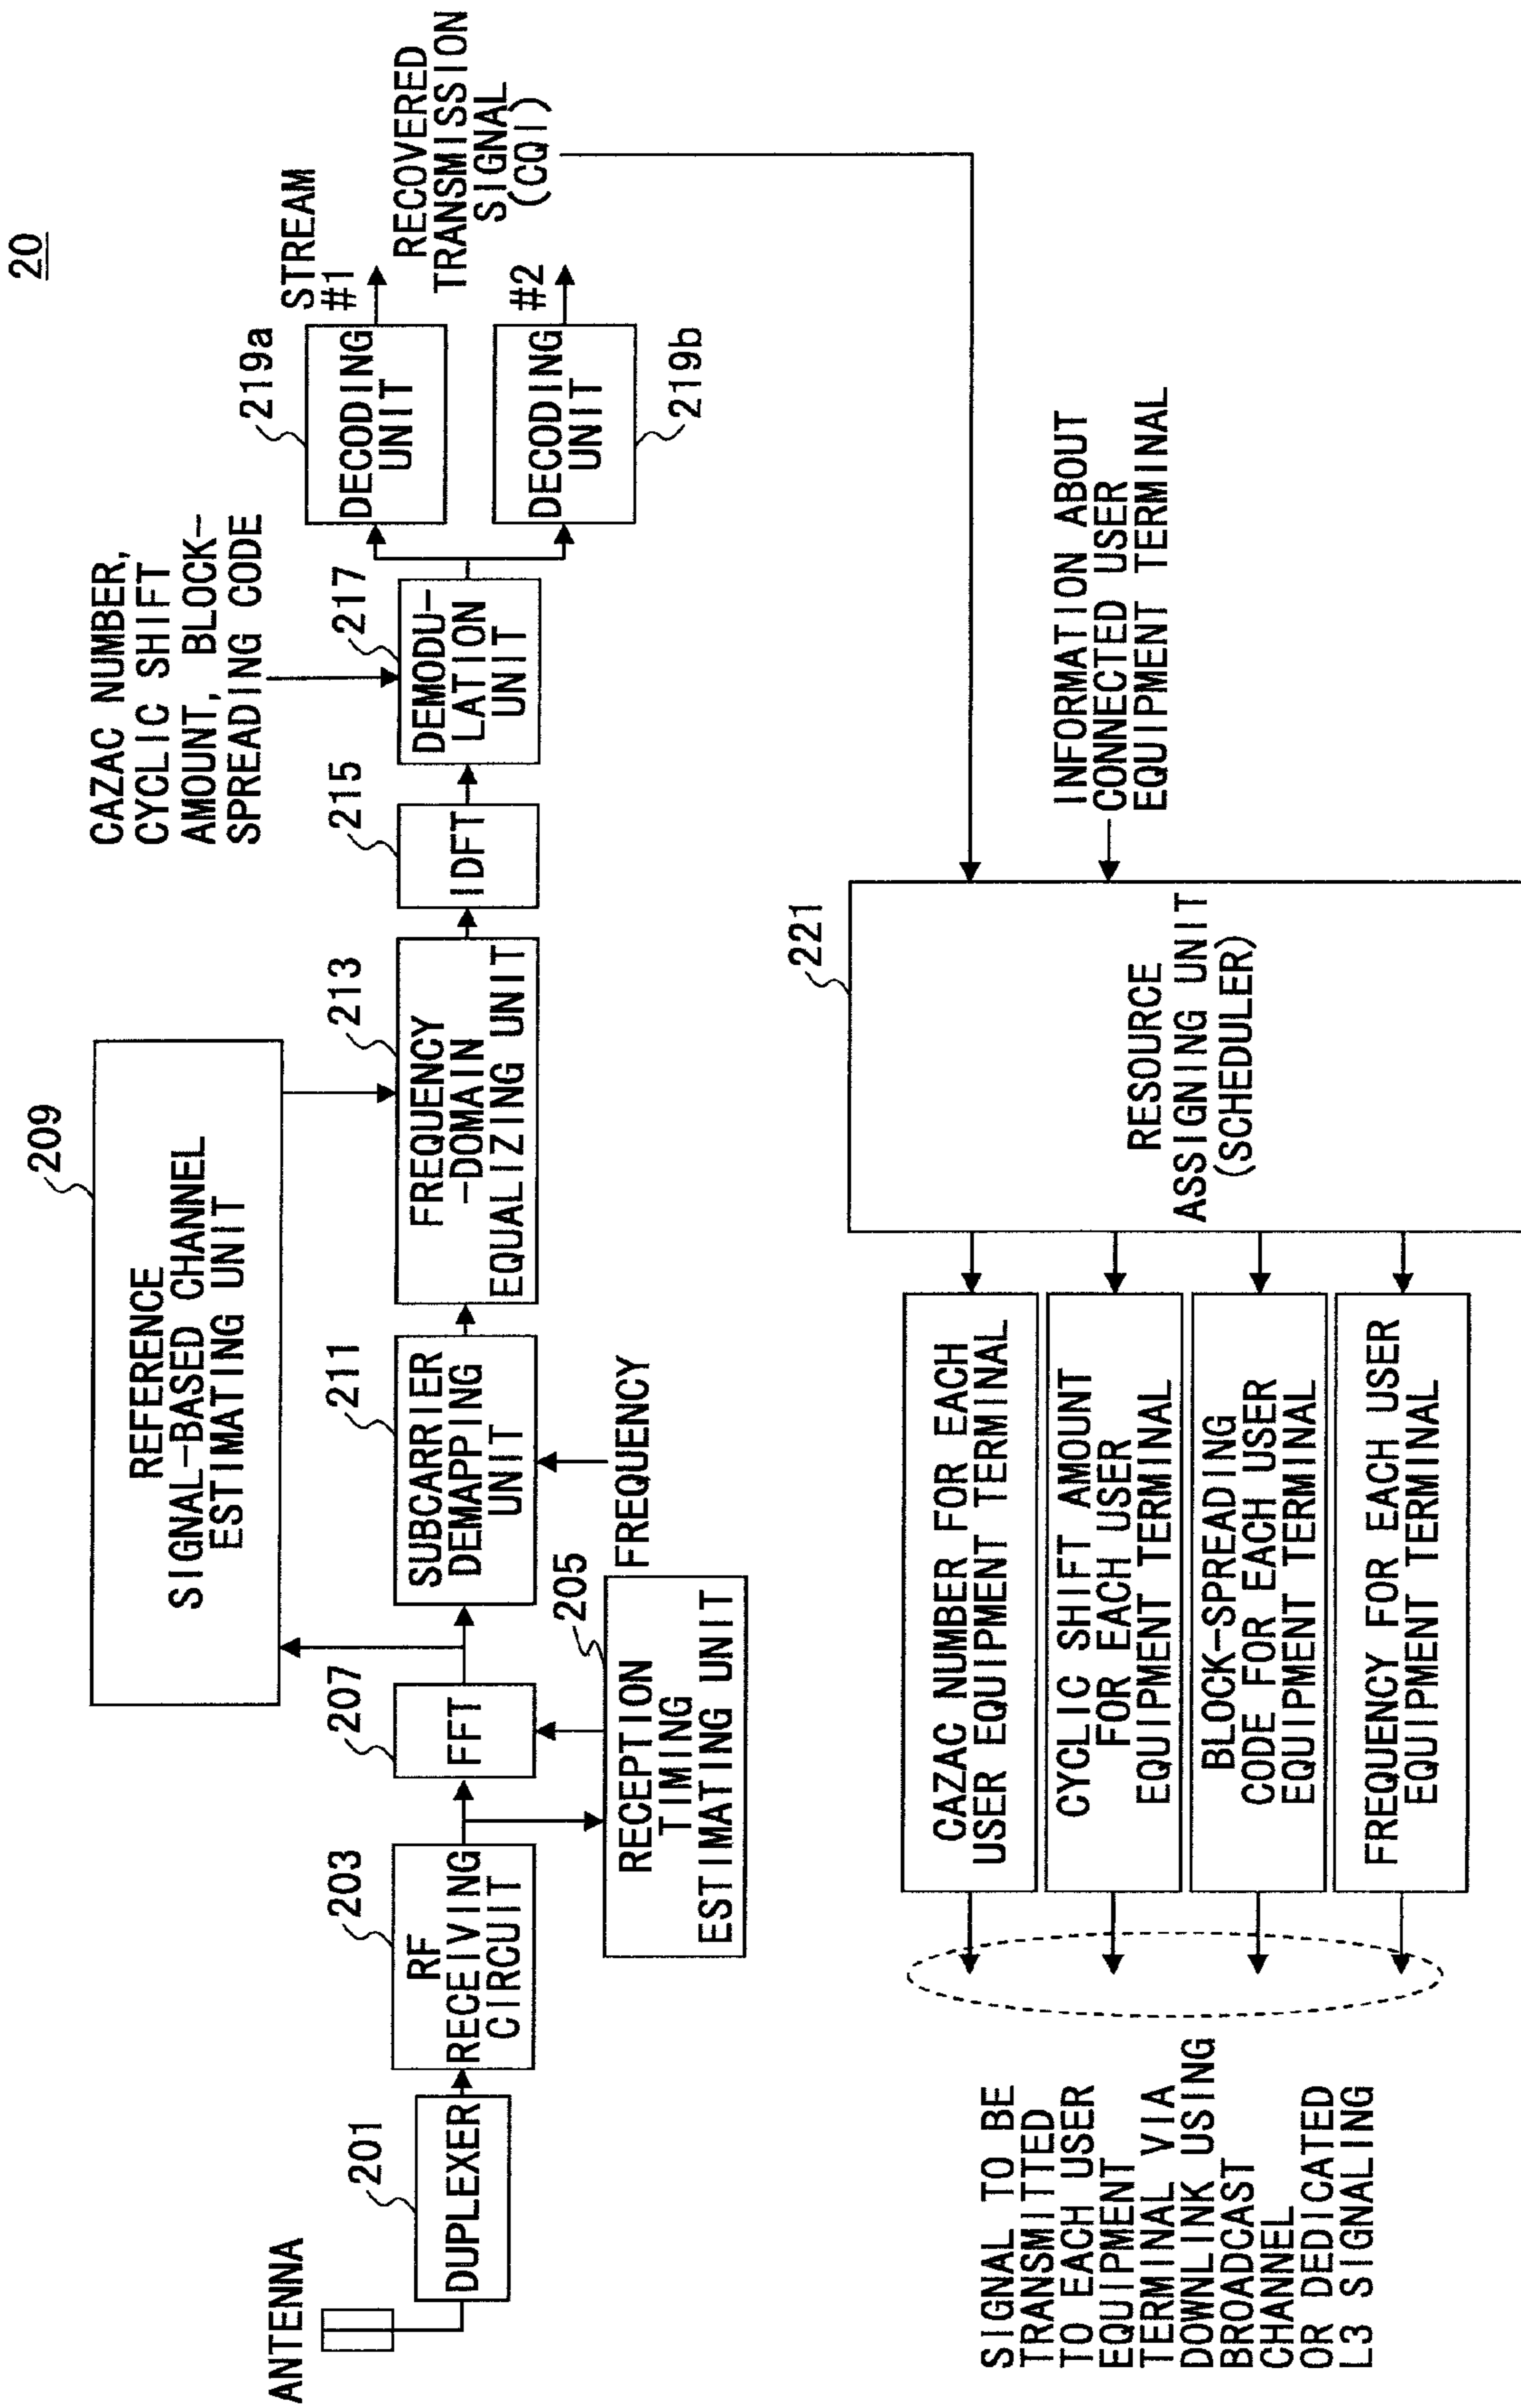 20
ANTENNA
201
DUPLEXER
203
RF
RECEIVING
CIRCUIT
205
RECEPTION
TIMING
ESTIMATING UNIT
207
FFT
209
REFERENCE
SIGNAL-BASED CHANNEL
ESTIMATING UNIT
211
SUBCARRIER
DEMAPPING
UNIT
FREQUENCY
213
FREQUENCY
-DOMAIN
EQUALIZING UNIT
215
IDFT
CAZAC NUMBER,
CYCLIC SHIFT
AMOUNT, BLOCK-
SPREADING CODE
217
DEMODU-
LATION
UNIT
219a
DECODING
UNIT
STREAM
#1
219b
DECODING
UNIT
#2
RECOVERED
TRANSMISSION
SIGNAL
(CQI)
INFORMATION ABOUT
CONNECTED USER
EQUIPMENT TERMINAL
221
RESOURCE
ASSIGNING UNIT
(SCHEDULER)
CAZAC NUMBER FOR EACH
USER EQUIPMENT TERMINAL
CYCLIC SHIFT AMOUNT
FOR EACH USER
EQUIPMENT TERMINAL
BLOCK-SPREADING
CODE FOR EACH USER
EQUIPMENT TERMINAL
FREQUENCY FOR EACH USER
EQUIPMENT TERMINAL
SIGNAL TO BE
TRANSMITTED
TO EACH USER
EQUIPMENT
TERMINAL VIA
DOWNLINK USING
BROADCAST
CHANNEL
OR DEDICATED
L3 SIGNALING